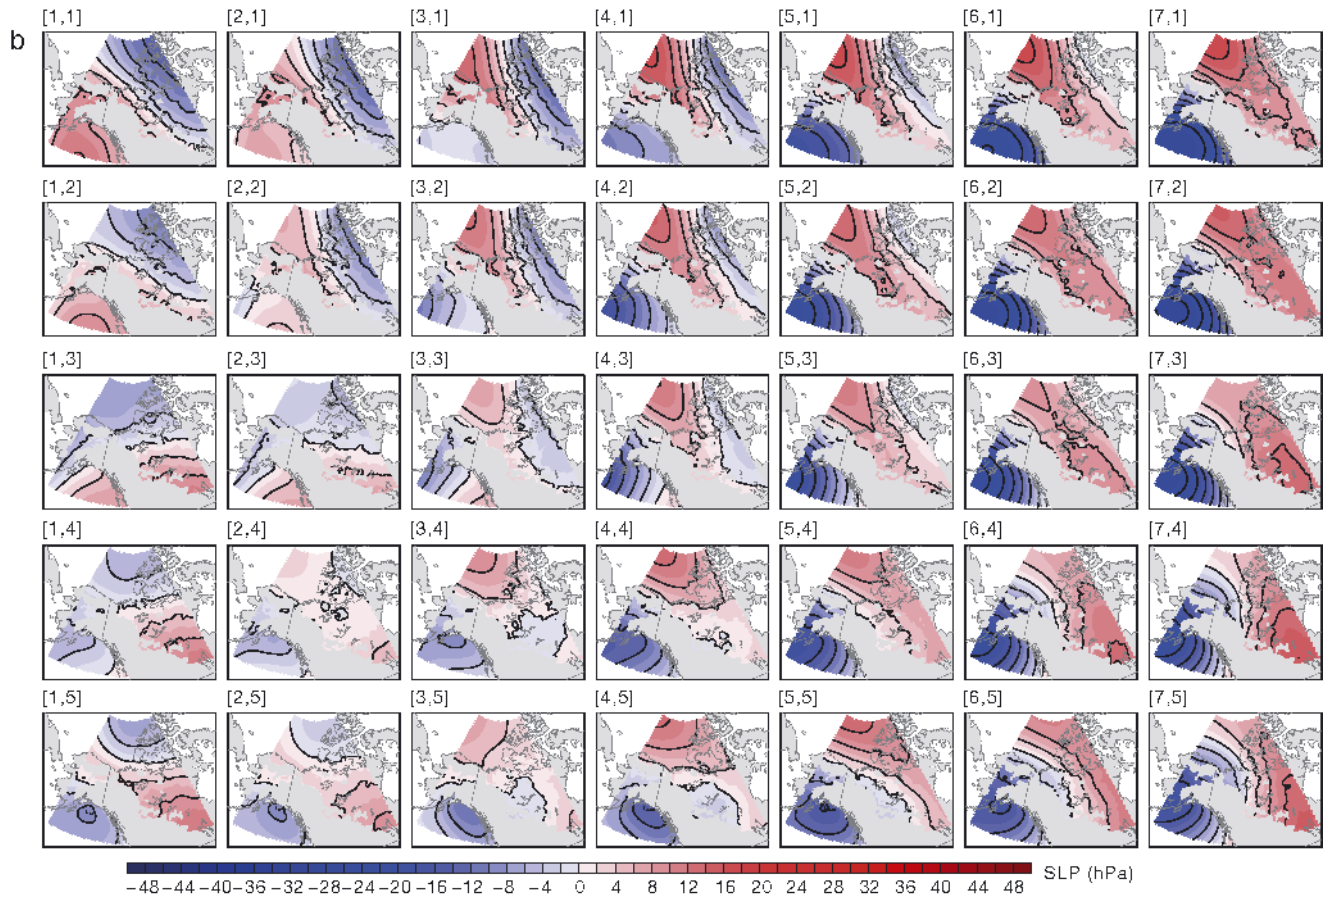 [1,1] [2,1] [3,1] [4,1] [5,1] [6,1] [7,1]
b
[1,2] [2,2] [3,2] [4,2] [5,2] [6,2] [7,2]
[1,3] [2,3] [3,3] [4,3] [5,3] [6,3] [7,3]
[1,4] [2,4] [3,4] [4,4] [5,4] [6,4] [7,4]
[1,5] [2,5] [3,5] [4,5] [5,5] [6,5] [7,5]
−48 −44 −40 −36 −32 −28 −24 −20 −16 −12 −8 −4 0 4 8 12 16 20 24 28 32 36 40 44 48 SLP (hPa)